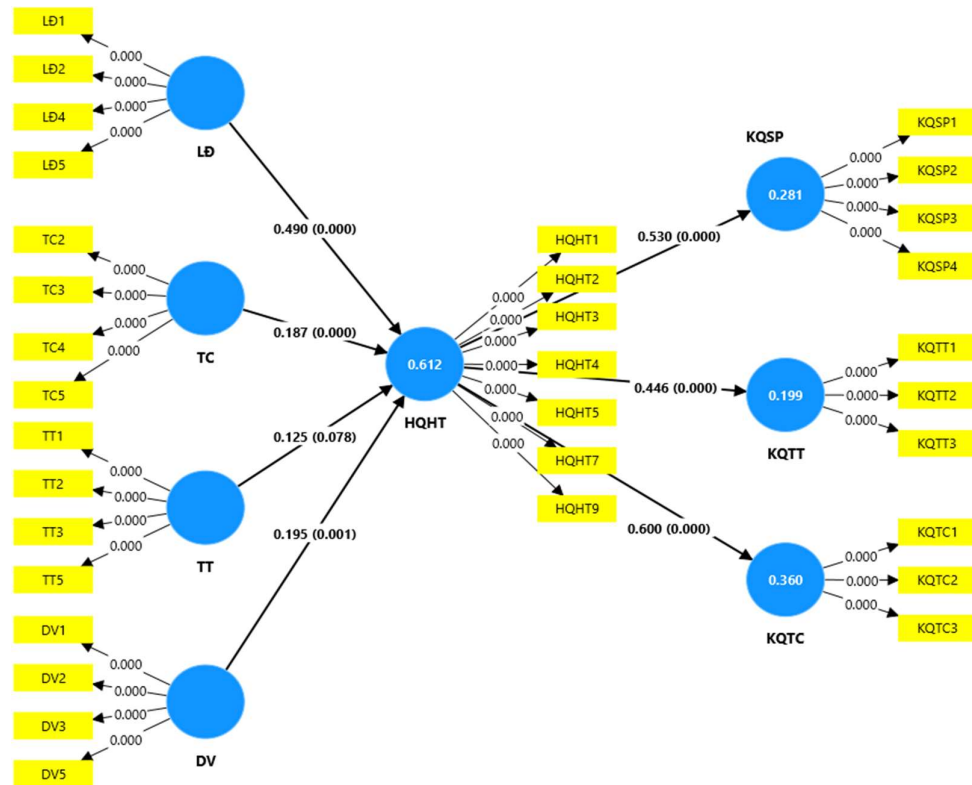 LĐ1
LĐ2
LĐ4
LĐ5
0.000
0.000
0.000
0.000
LĐ
TC2
TC3
TC4
TC5
0.000
0.000
0.000
0.000
TC
TT1
TT2
TT3
TT5
0.000
0.000
0.000
0.000
TT
DV1
DV2
DV3
DV5
0.000
0.000
0.000
0.000
DV
0.490 (0.000)
0.187 (0.000)
0.125 (0.078)
0.195 (0.001)
0.612
HQHT
0.000
0.000
0.000
0.000
0.000
0.000
0.000
HQHT1
HQHT2
HQHT3
HQHT4
HQHT5
HQHT7
HQHT9
0.530 (0.000)
0.446 (0.000)
0.600 (0.000)
KQSP
0.281
0.000
0.000
0.000
0.000
KQSP1
KQSP2
KQSP3
KQSP4
0.199
KQTT
0.000
0.000
0.000
KQTT1
KQTT2
KQTT3
0.360
KQTC
0.000
0.000
0.000
KQTC1
KQTC2
KQTC3